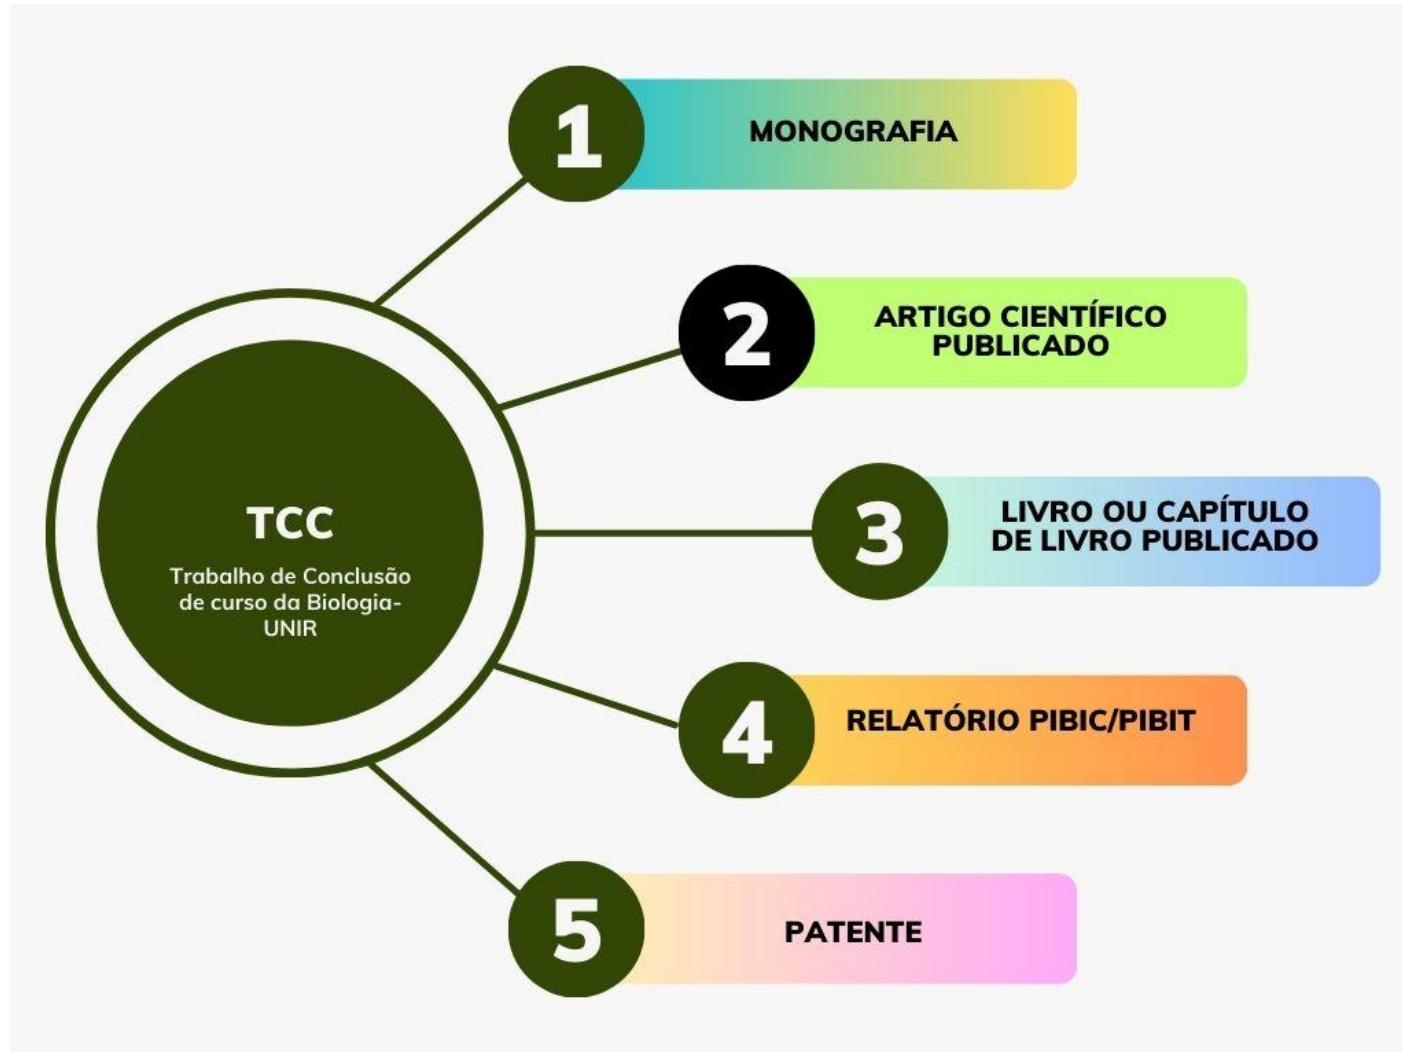 1
MONOGRAFIA
2
ARTIGO CIENTÍFICO
PUBLICADO
TCC
Trabalho de Conclusão
de curso da Biologia-
UNIR
3
LIVRO OU CAPÍTULO
DE LIVRO PUBLICADO
4
RELATÓRIO PIBIC/PIBIT
5
PATENTE